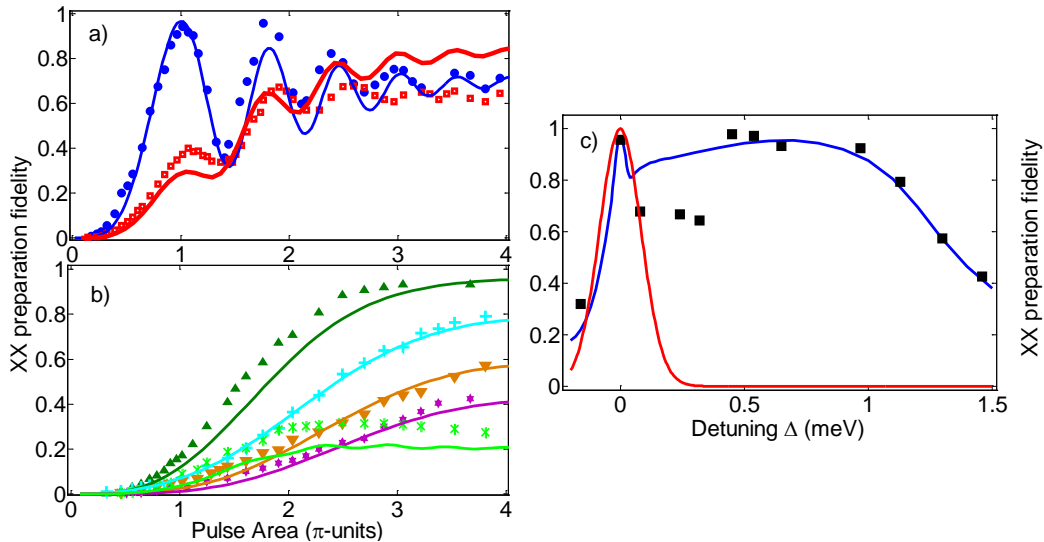 a)
XX preparation fidelity
1
0.8
0.6
0.4
0.2
0
0 1 2 3 4
b)
1
0.8
0.6
0.4
0.2
0
0 1 2 3 4
Pulse Area (π-units)
c)
1
0.8
0.6
0.4
0.2
0
0 0.5 1 1.5
Detuning Δ (meV)
XX preparation fidelity